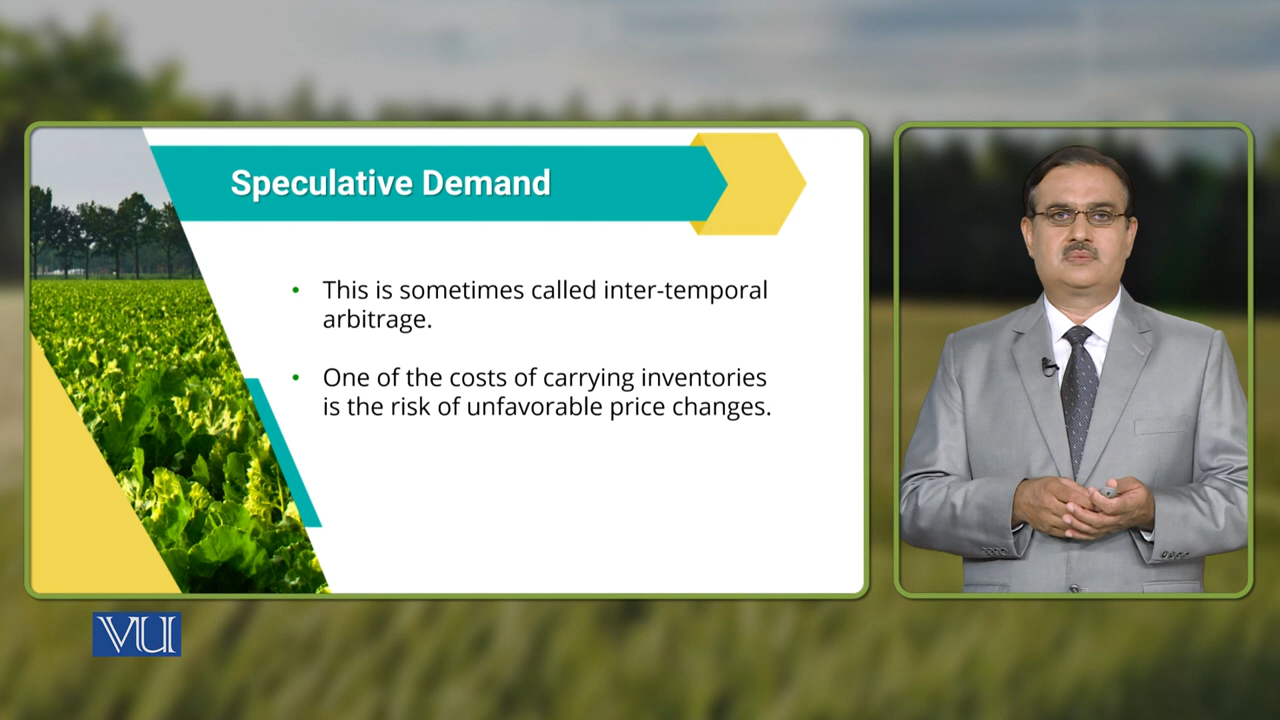 Speculative Demand
• This is sometimes called inter-temporal
arbitrage.
• One of the costs of carrying inventories
is the risk of unfavorable price changes.
VU